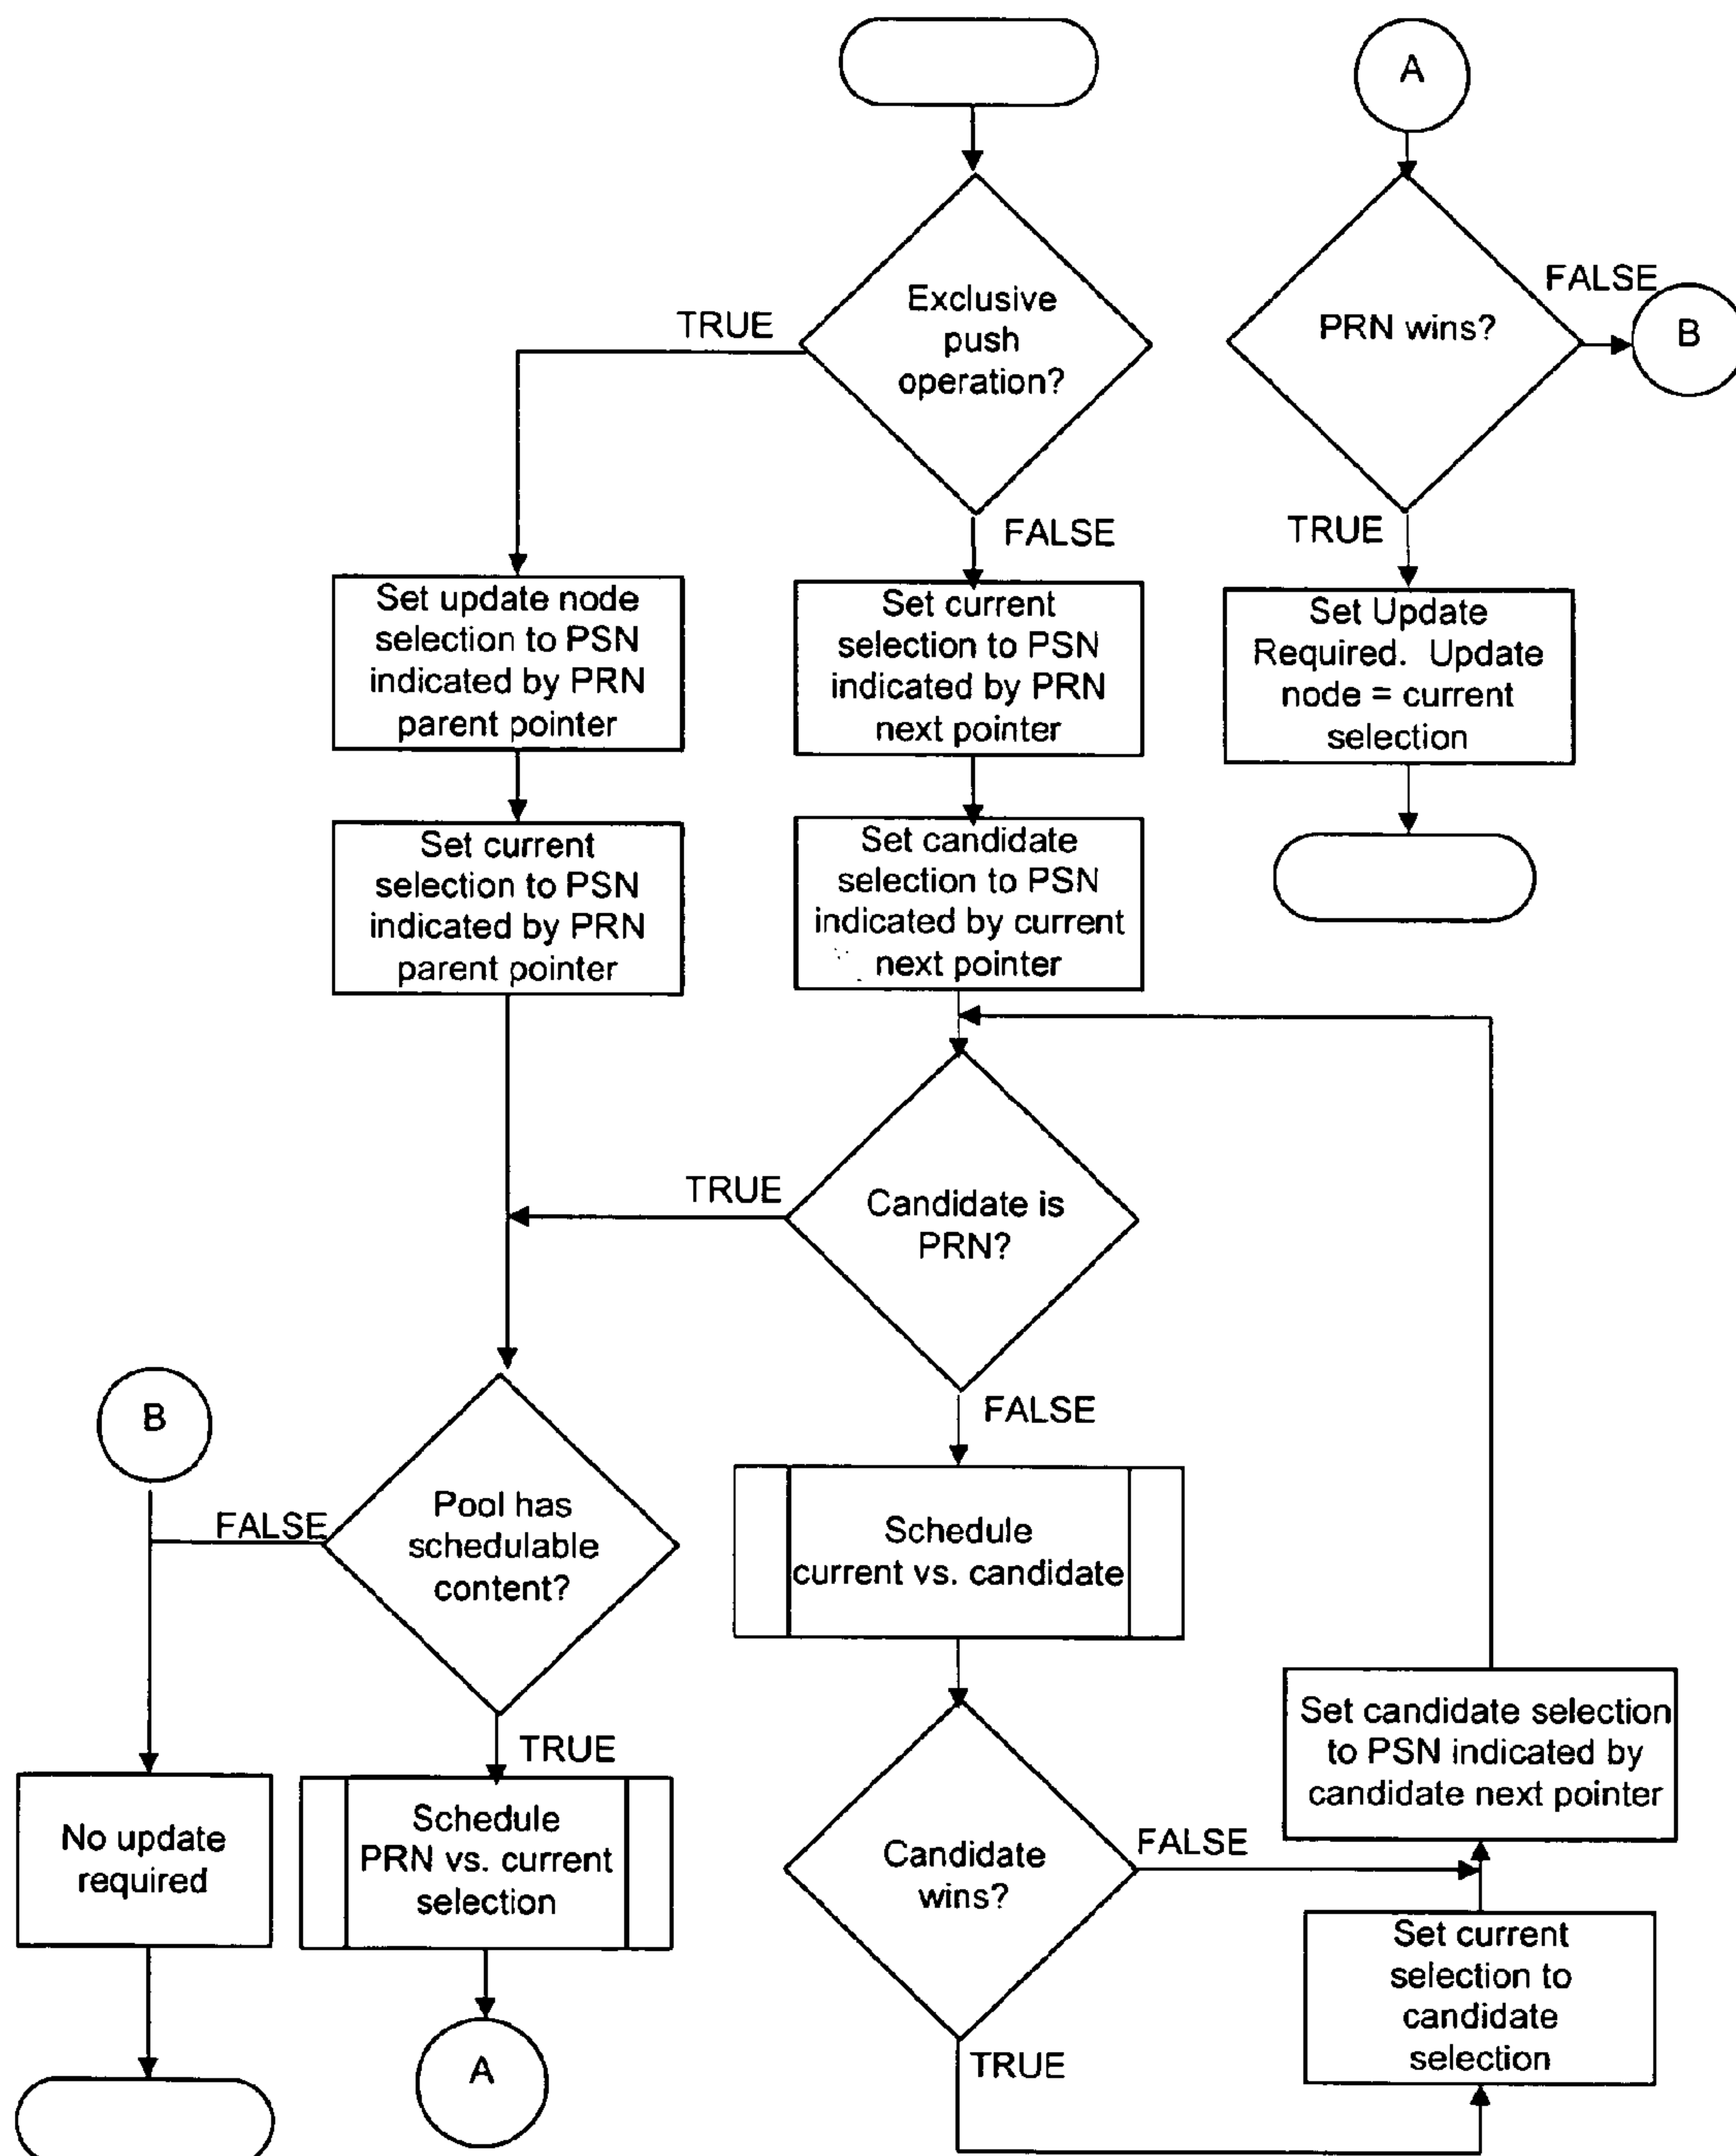 A
Exclusive
push
operation?
TRUE
FALSE
PRN wins?
FALSE
B
TRUE
Set update node
selection to PSN
indicated by PRN
parent pointer
Set current
selection to PSN
indicated by PRN
next pointer
Set Update
Required. Update
node = current
selection
Set current
selection to PSN
indicated by PRN
parent pointer
Set candidate
selection to PSN
indicated by current
next pointer
Candidate is
PRN?
TRUE
FALSE
B
Pool has
schedulable
content?
FALSE
TRUE
Schedule
current vs. candidate
Set candidate selection
to PSN indicated by
candidate next pointer
No update
required
Schedule
PRN vs. current
selection
Candidate
wins?
FALSE
TRUE
Set current
selection to
candidate
selection
A